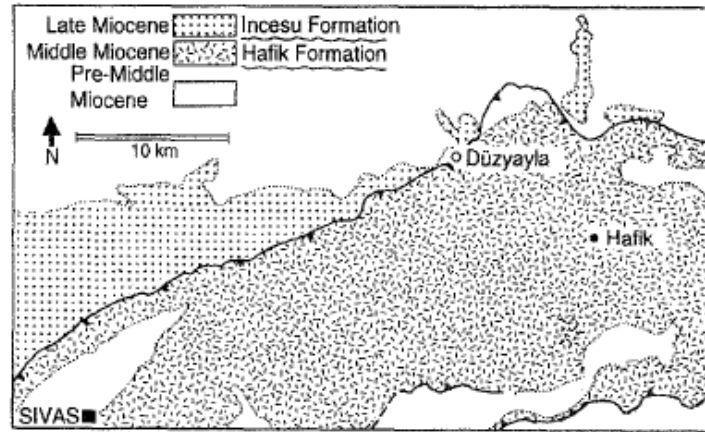 Late Miocene Incesu Formation
Middle Miocene Hafik Formation
Pre-Middle
Miocene
N
10 km
Düzyayla
Hafik
SIVAS